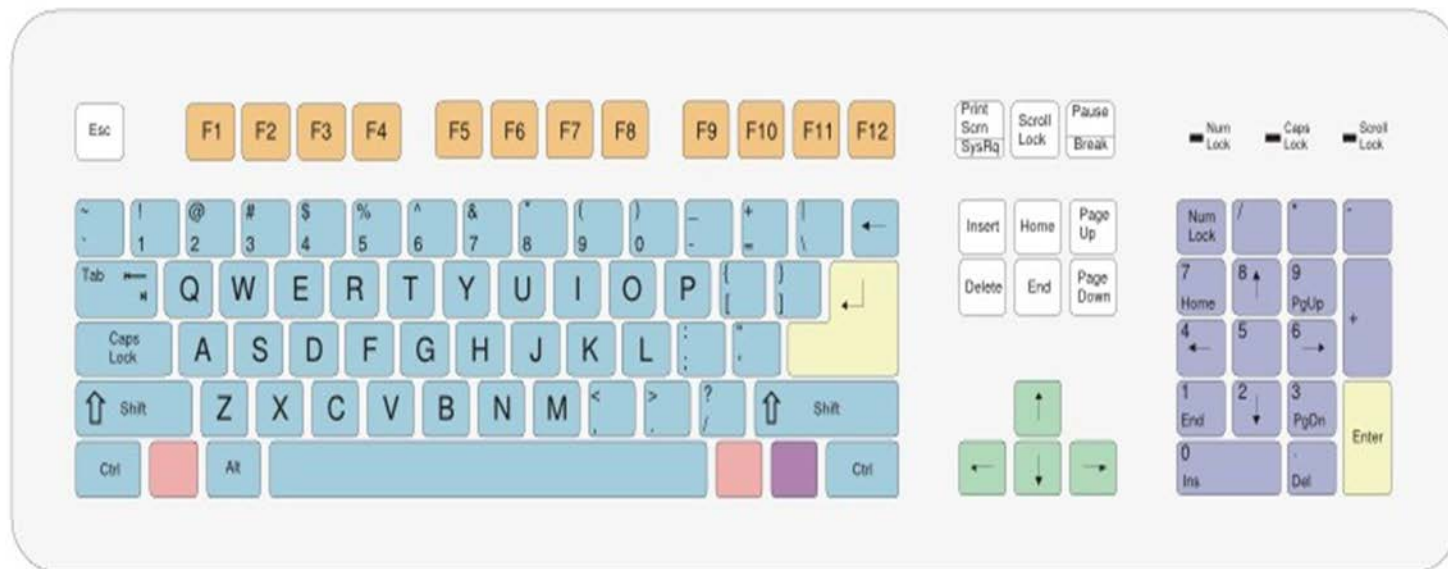 Esc F1 F2 F3 F4 F5 F6 F7 F8 F9 F10 F11 F12 Print Scrn SysRq Scroll Lock Pause Break Num Lock Caps Lock Scroll Lock
~ ` ! 1 @ 2 # 3 $ 4 % 5 ^ 6 & 7 * 8 ( 9 ) 0 _ - + = | \ ← Insert Home Page Up Num Lock / * -
Tab Q W E R T Y U I O P { [ } ] ↵ Delete End Page Down 7 Home 8 ↑ 9 PgUp +
Caps Lock A S D F G H J K L : ; " ' 4 ← 5 6 →
⇧ Shift Z X C V B N M < , > . ? / ⇧ Shift ↑ 1 End 2 ↓ 3 PgDn Enter
Ctrl Alt Ctrl ← ↓ → 0 Ins . Del